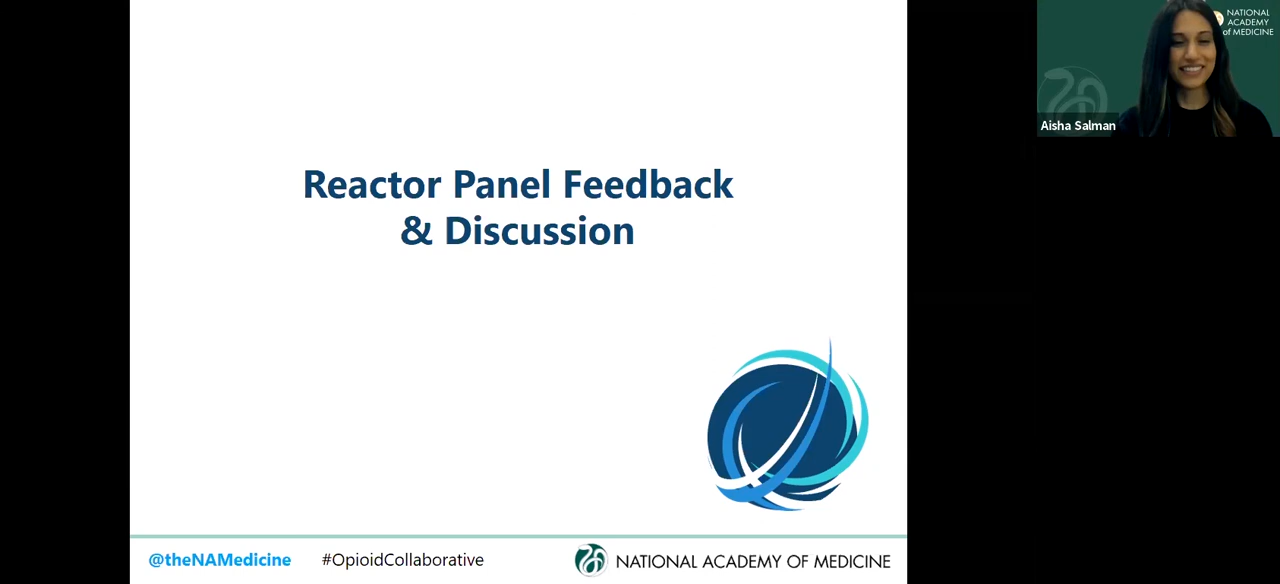 Reactor Panel Feedback
& Discussion
@theNAMedicine
#OpioidCollaborative
NATIONAL ACADEMY OF MEDICINE
NATIONAL
ACADEMY
of MEDICINE
Aisha Salman